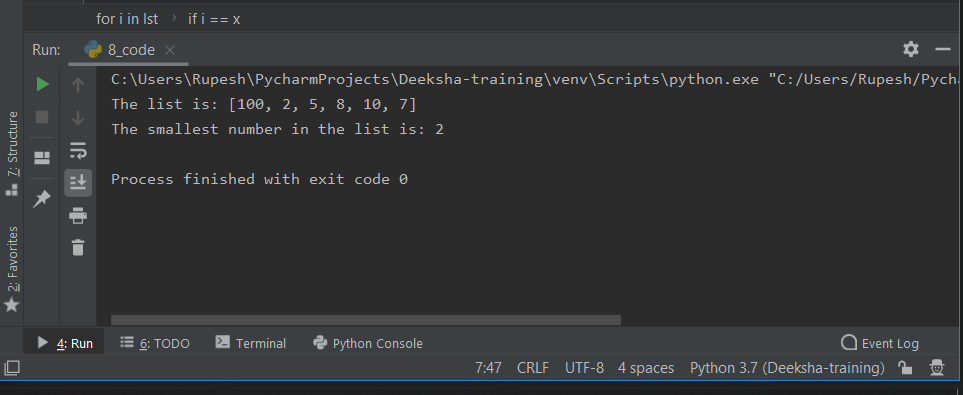 for i in lst › if i == x
Run: 8_code ×
C:\Users\Rupesh\PycharmProjects\Deeksha-training\venv\Scripts\python.exe "C:/Users/Rupesh/Pycha
The list is: [100, 2, 5, 8, 10, 7]
The smallest number in the list is: 2
Process finished with exit code 0
7: Structure
2: Favorites
4: Run 6: TODO Terminal Python Console Event Log
7:47 CRLF UTF-8 4 spaces Python 3.7 (Deeksha-training)